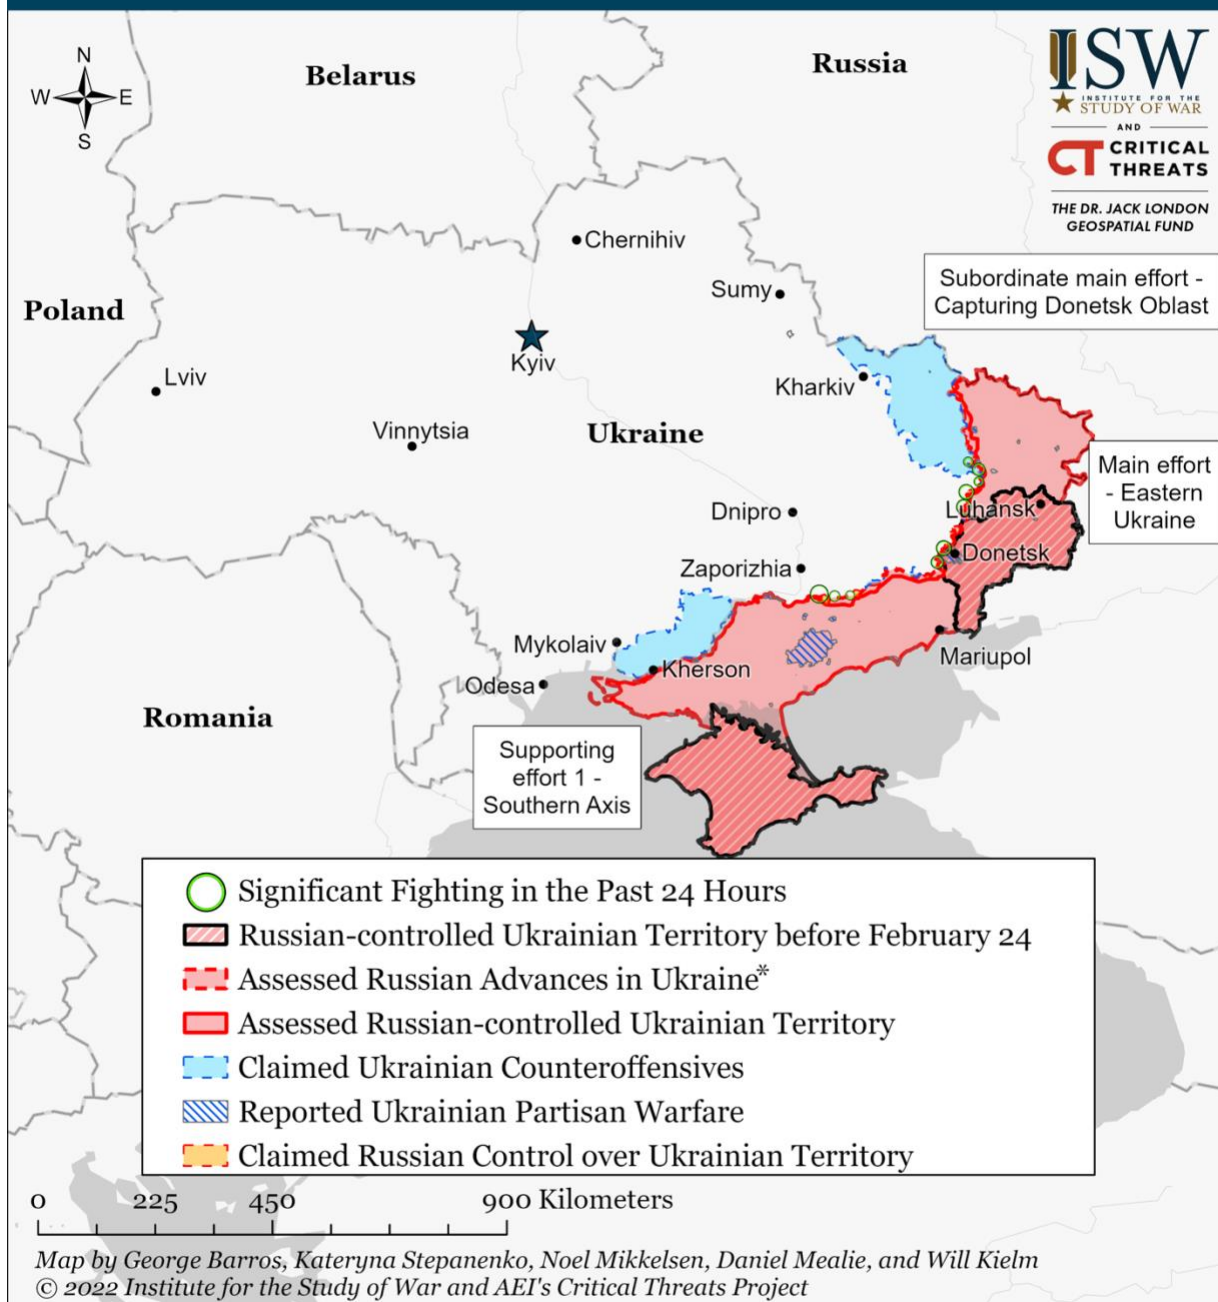 N
W
E
S
Belarus
Russia
ISW
INSTITUTE FOR THE
STUDY OF WAR
AND
CT CRITICAL
THREATS
THE DR. JACK LONDON
GEOSPATIAL FUND
Chernihiv
Subordinate main effort -
Capturing Donetsk Oblast
Sumy
Poland
Kyiv
Lviv
Kharkiv
Vinnytsia
Ukraine
Main effort
- Eastern
Ukraine
Dnipro
Luhansk
Donetsk
Zaporizhia
Mykolaiv
Mariupol
Kherson
Odesa
Romania
Supporting
effort 1 -
Southern Axis
Significant Fighting in the Past 24 Hours
Russian-controlled Ukrainian Territory before February 24
Assessed Russian Advances in Ukraine*
Assessed Russian-controlled Ukrainian Territory
Claimed Ukrainian Counteroffensives
Reported Ukrainian Partisan Warfare
Claimed Russian Control over Ukrainian Territory
0 225 450 900 Kilometers
Map by George Barros, Kateryna Stepanenko, Noel Mikkelsen, Daniel Mealie, and Will Kielm
© 2022 Institute for the Study of War and AEI's Critical Threats Project